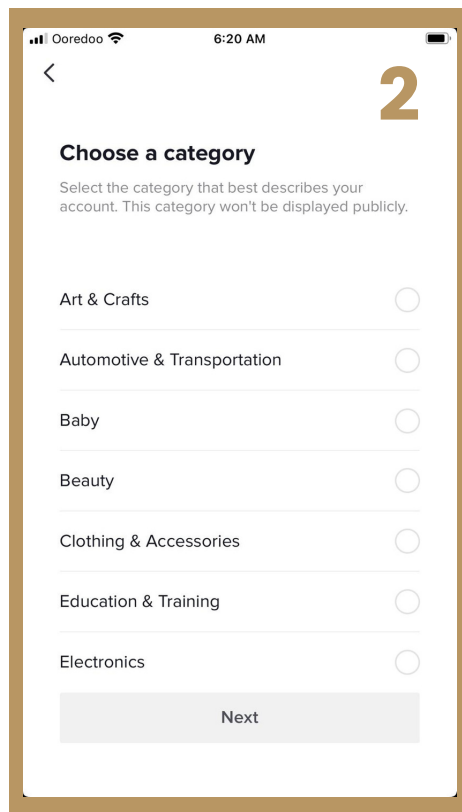 Ooredoo 6:20 AM
2
Choose a category
Select the category that best describes your
account. This category won't be displayed publicly.
Art & Crafts
Automotive & Transportation
Baby
Beauty
Clothing & Accessories
Education & Training
Electronics
Next